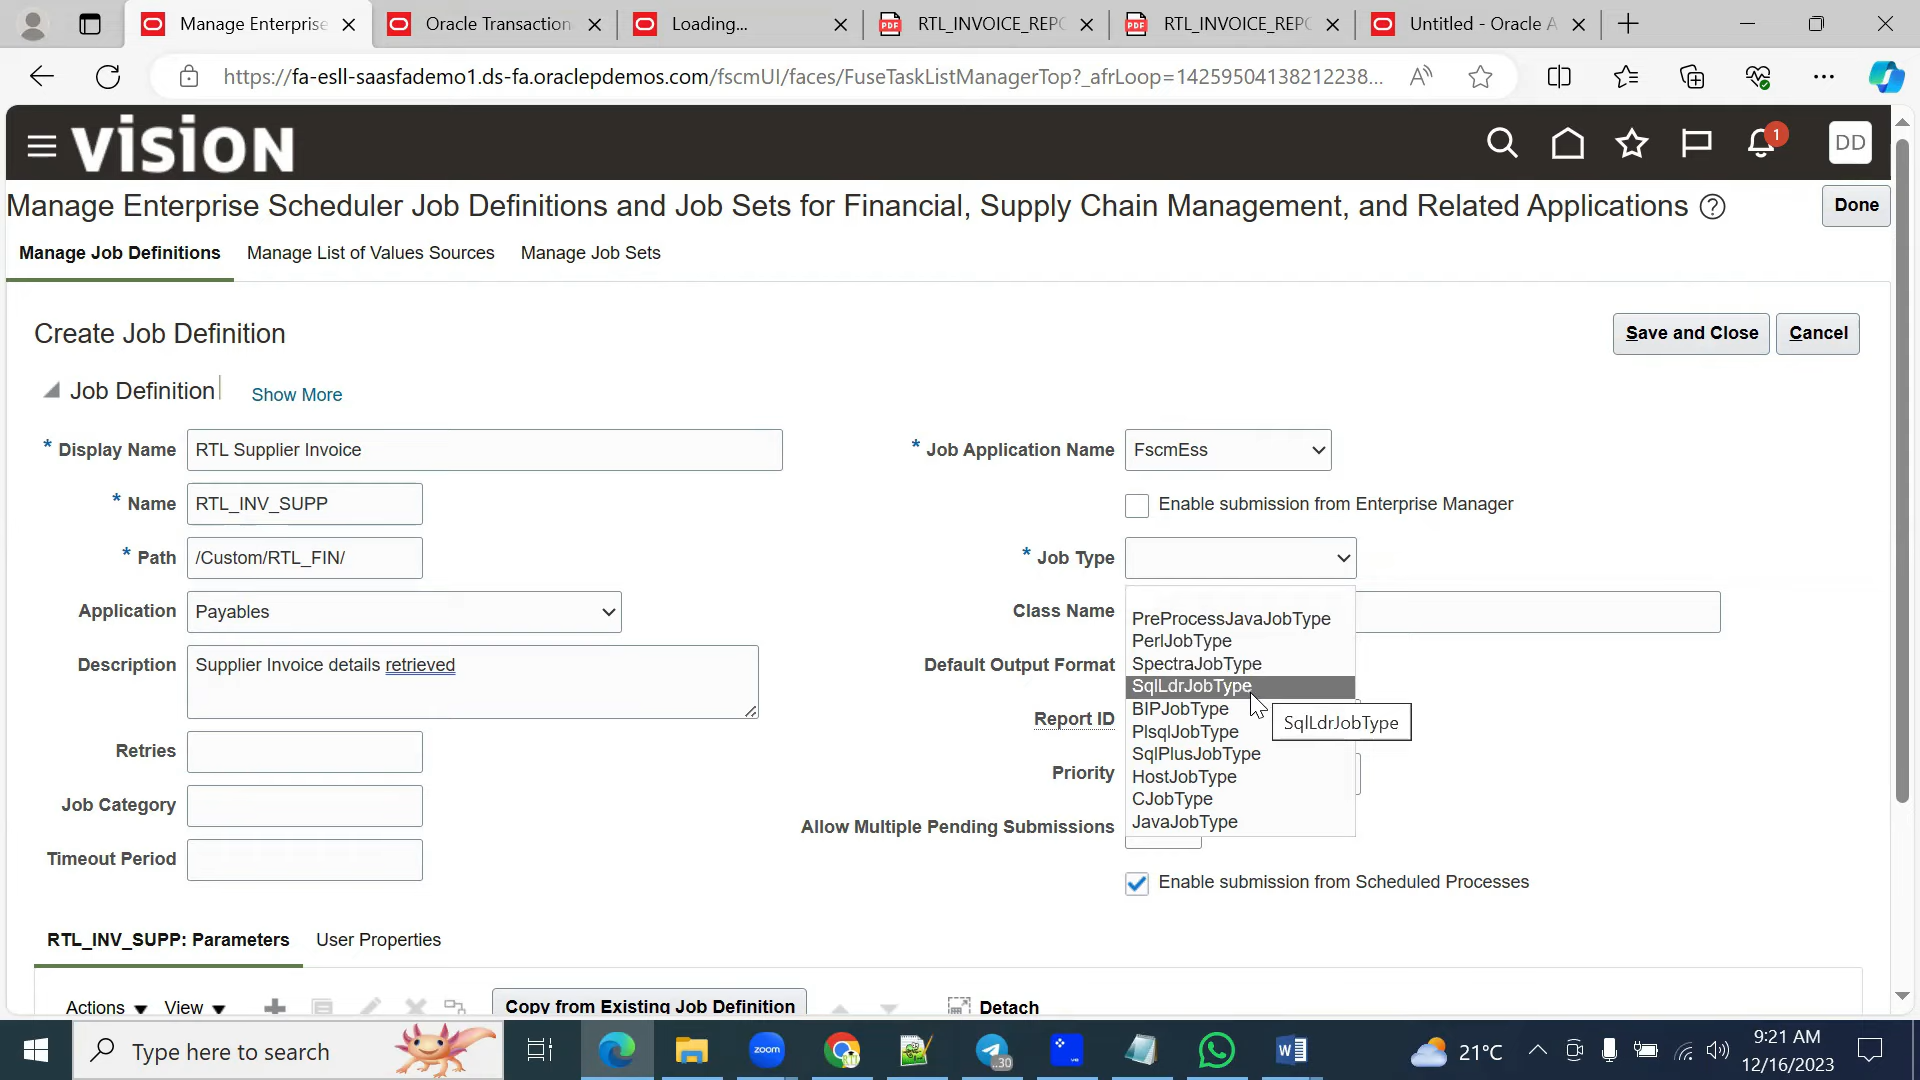 Manage Enterprise
Oracle Transaction
Loading...
RTL_INVOICE_REPO
RTL_INVOICE_REPO
Untitled - Oracle A
https://fa-esll-saasfademo1.ds-fa.oraclepdemos.com/fscmUI/faces/FuseTaskListManagerTop?_afrLoop=14259504138212238...
vision
1
DD
Manage Enterprise Scheduler Job Definitions and Job Sets for Financial, Supply Chain Management, and Related Applications
Done
Manage Job Definitions Manage List of Values Sources Manage Job Sets
Create Job Definition
Save and Close Cancel
Job Definition Show More
* Display Name RTL Supplier Invoice
* Job Application Name FscmEss
* Name RTL_INV_SUPP
Enable submission from Enterprise Manager
* Path /Custom/RTL_FIN/
* Job Type
Application Payables
Class Name
PreProcessJavaJobType
PerlJobType
SpectraJobType
SqlLdrJobType
BIPJobType
PlsqlJobType
SqlPlusJobType
HostJobType
CJobType
JavaJobType
SqlLdrJobType
Description Supplier Invoice details retrieved
Default Output Format
Report ID
Retries
Priority
Job Category
Allow Multiple Pending Submissions
Timeout Period
Enable submission from Scheduled Processes
RTL_INV_SUPP: Parameters User Properties
Actions View Copy from Existing Job Definition Detach
Type here to search
zoom
30
21°C
9:21 AM
12/16/2023